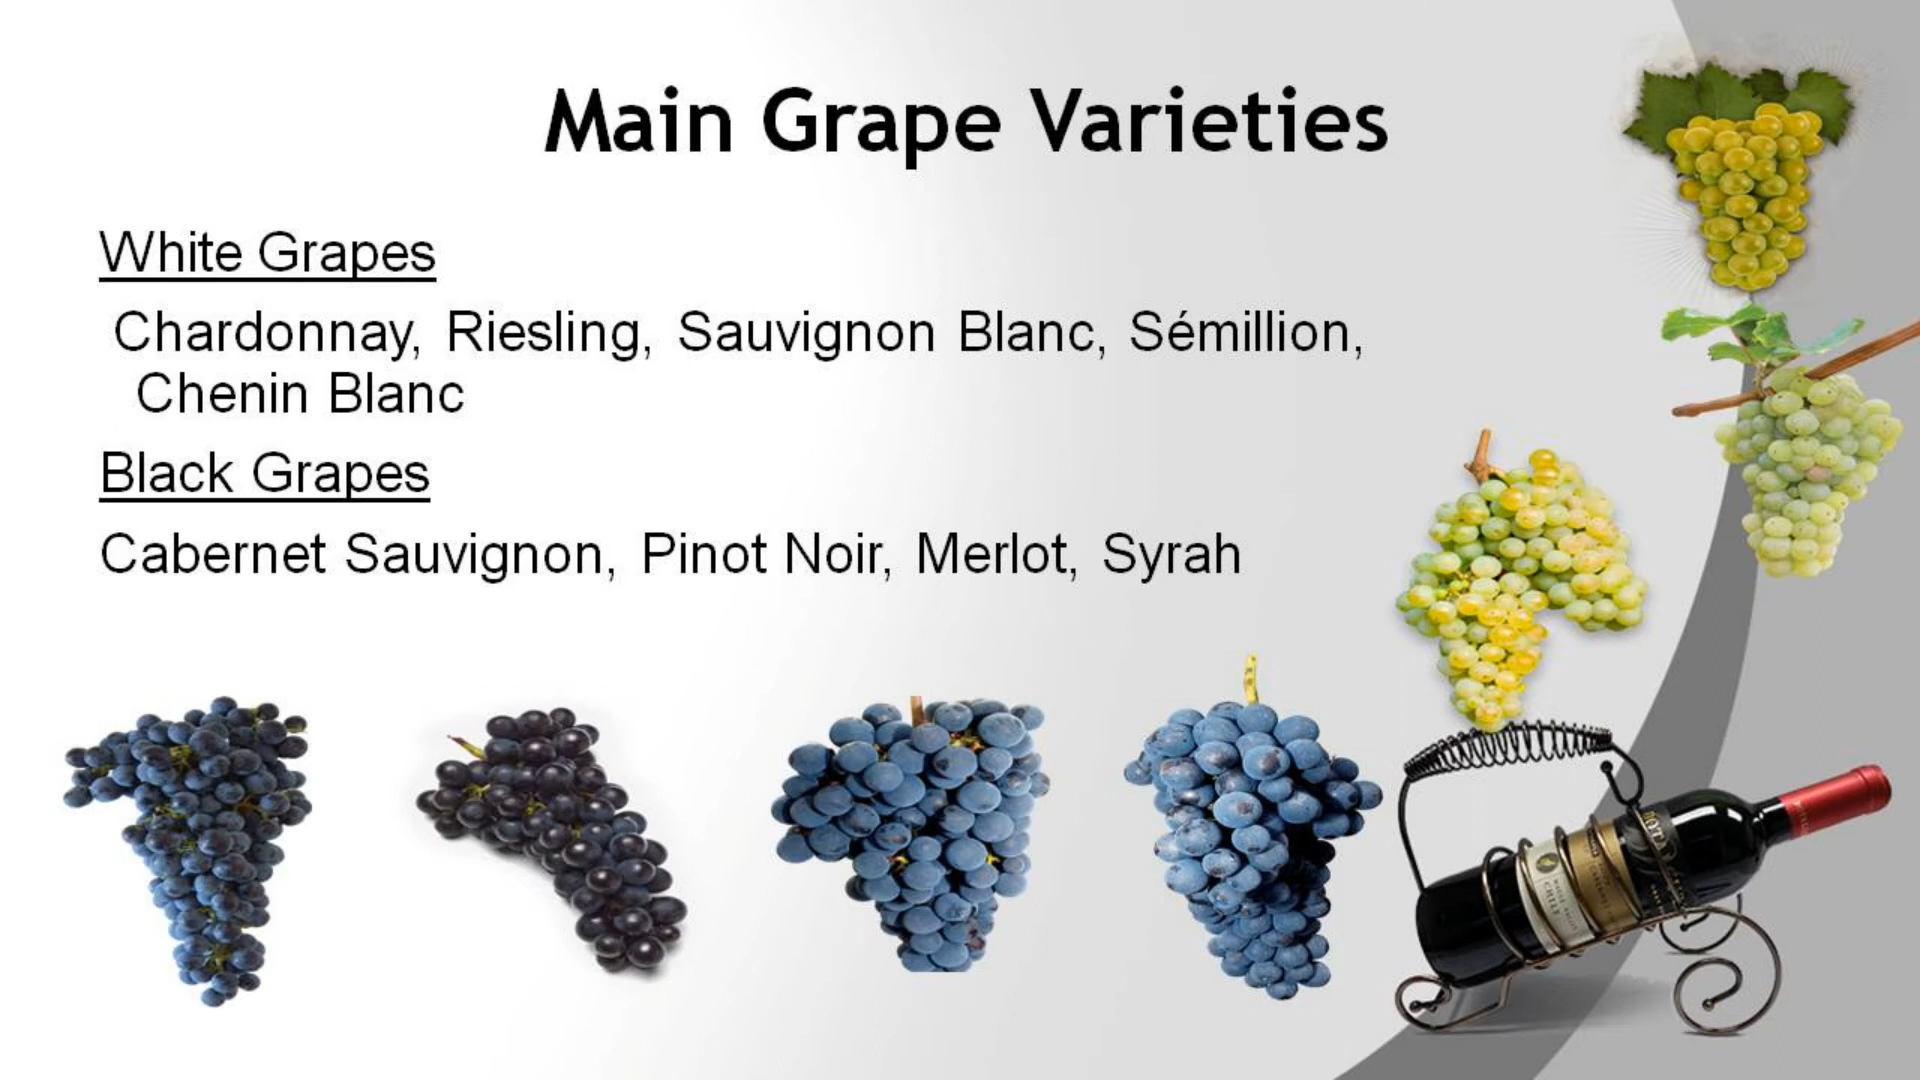 Main Grape Varieties
White Grapes
Chardonnay, Riesling, Sauvignon Blanc, Sémillion,
Chenin Blanc
Black Grapes
Cabernet Sauvignon, Pinot Noir, Merlot, Syrah
CHILE